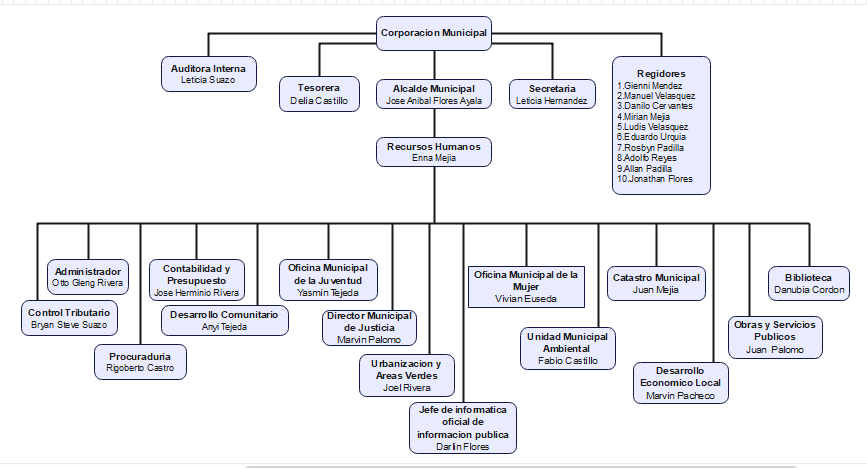 Corporacion Municipal
Auditora Interna
Leticia Suazo
Tesorera
Delia Castillo
Alcalde Municipal
Jose Anibal Flores Ayala
Secretaria
Leticia Hernandez
Regidores
1.Gienni Mendez
2.Manuel Velasquez
3.Danilo Cervantes
4.Mirian Mejia
5.Ludis Velasquez
6.Eduardo Urquia
7.Rosbyn Padilla
8.Adolfo Reyes
9.Allan Padilla
10.Jonathan Flores
Recursos Humanos
Enna Mejia
Administrador
Otto Gleng Rivera
Control Tributario
Bryan Steve Suazo
Procuraduria
Rigoberto Castro
Contabilidad y
Presupuesto
Jose Herminio Rivera
Desarrollo Comunitario
Anyi Tejeda
Oficina Municipal
de la Juventud
Yasmin Tejeda
Director Municipal
de Justicia
Marvin Palomo
Urbanizacion y
Areas Verdes
Joel Rivera
Jefe de informatica
oficial de
informacion publica
Darlin Flores
Oficina Municipal de la
Mujer
Vivian Euseda
Unidad Municipal
Ambiental
Fabio Castillo
Catastro Municipal
Juan Mejia
Desarrollo
Economico Local
Marvin Pacheco
Obras y Servicios
Publicos
Juan Palomo
Biblioteca
Danubia Cordon